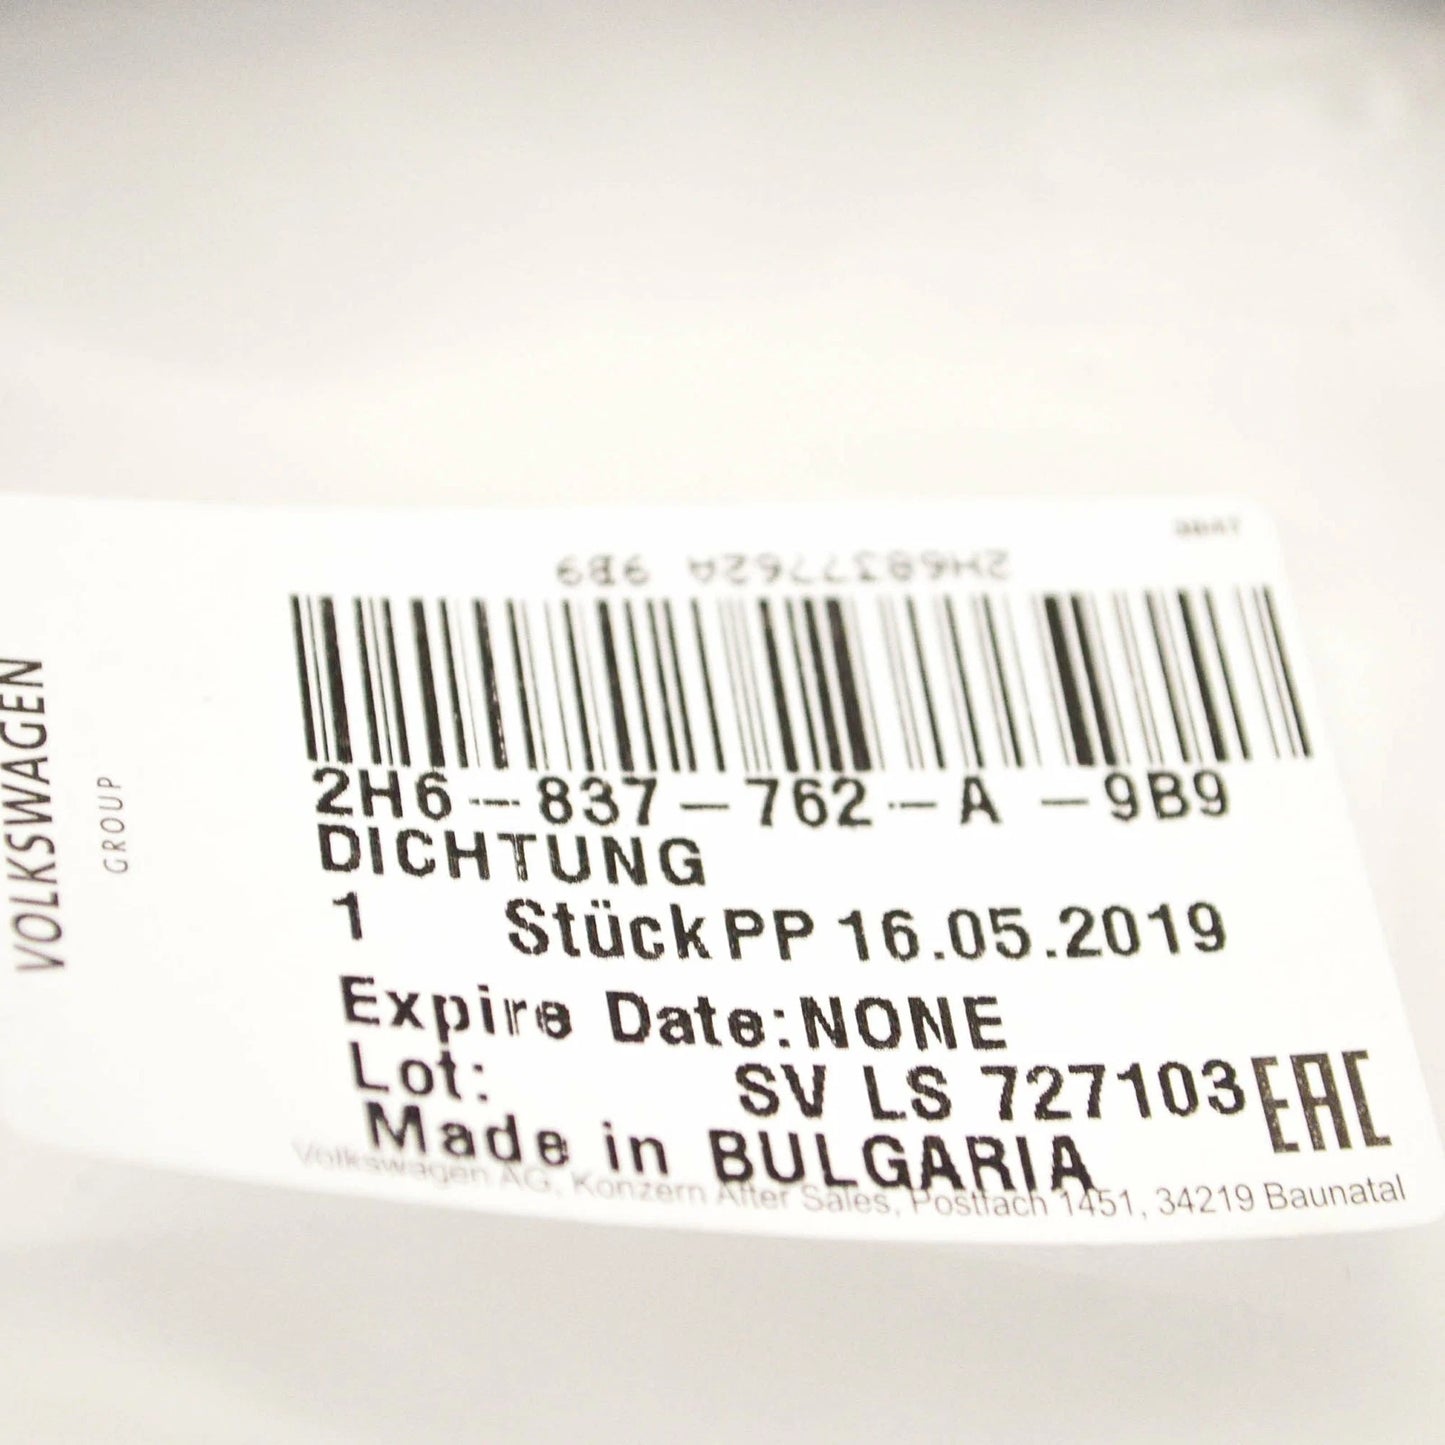 2H6837762A 9B9
VOLKSWAGEN
GROUP
2H6-837-762-A -9B9
DICHTUNG
1 Stück PP 16.05.2019
Expire Date:NONE
Lot: SV LS 727103
EAC
Made in BULGARIA
Volkswagen AG, Konzern After Sales, Postfach 1451, 34219 Baunatal